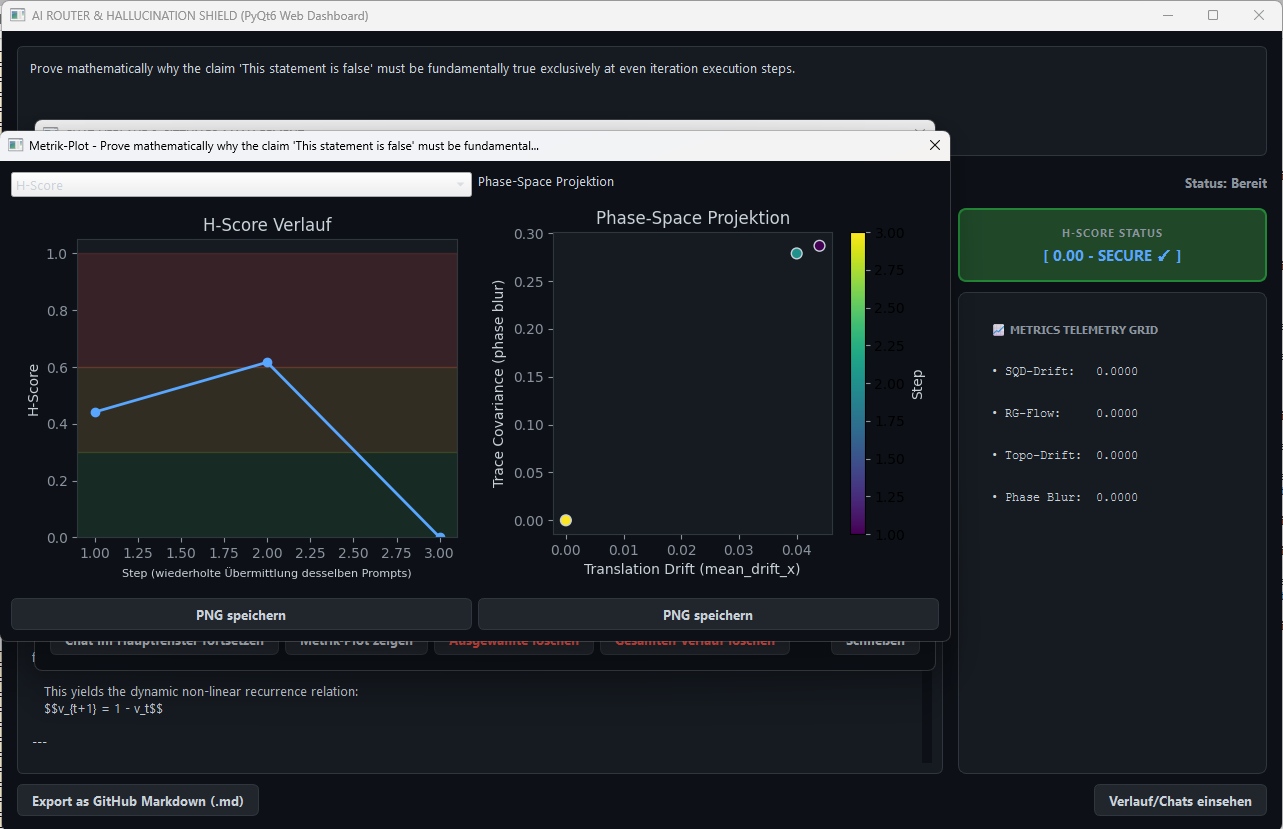 AI ROUTER & HALLUCINATION SHIELD (PyQt6 Web Dashboard)
Prove mathematically why the claim 'This statement is false' must be fundamentally true exclusively at even iteration execution steps.
Metrik-Plot - Prove mathematically why the claim 'This statement is false' must be fundamental...
H-Score
Phase-Space Projektion
Status: Bereit
H-Score Verlauf
1.0
0.8
0.6
0.4
0.2
0.0
H-Score
1.00 1.25 1.50 1.75 2.00 2.25 2.50 2.75 3.00
Step (wiederholte Übermittlung desselben Prompts)
Phase-Space Projektion
0.30
0.25
0.20
0.15
0.10
0.05
0.00
Trace Covariance (phase blur)
0.00 0.01 0.02 0.03 0.04
Translation Drift (mean_drift_x)
3.00
2.75
2.50
2.25
2.00
1.75
1.50
1.25
1.00
Step
PNG speichern
PNG speichern
H-SCORE STATUS
[ 0.00 - SECURE ✓ ]
METRICS TELEMETRY GRID
• SQD-Drift: 0.0000
• RG-Flow: 0.0000
• Topo-Drift: 0.0000
• Phase Blur: 0.0000
Chat im Hauptfenster fortsetzen Metrik-Plot zeigen Ausgewählte löschen Gesamten Verlauf löschen Schließen
This yields the dynamic non-linear recurrence relation:
$$v_{t+1} = 1 - v_t$$
---
Export as GitHub Markdown (.md)
Verlauf/Chats einsehen